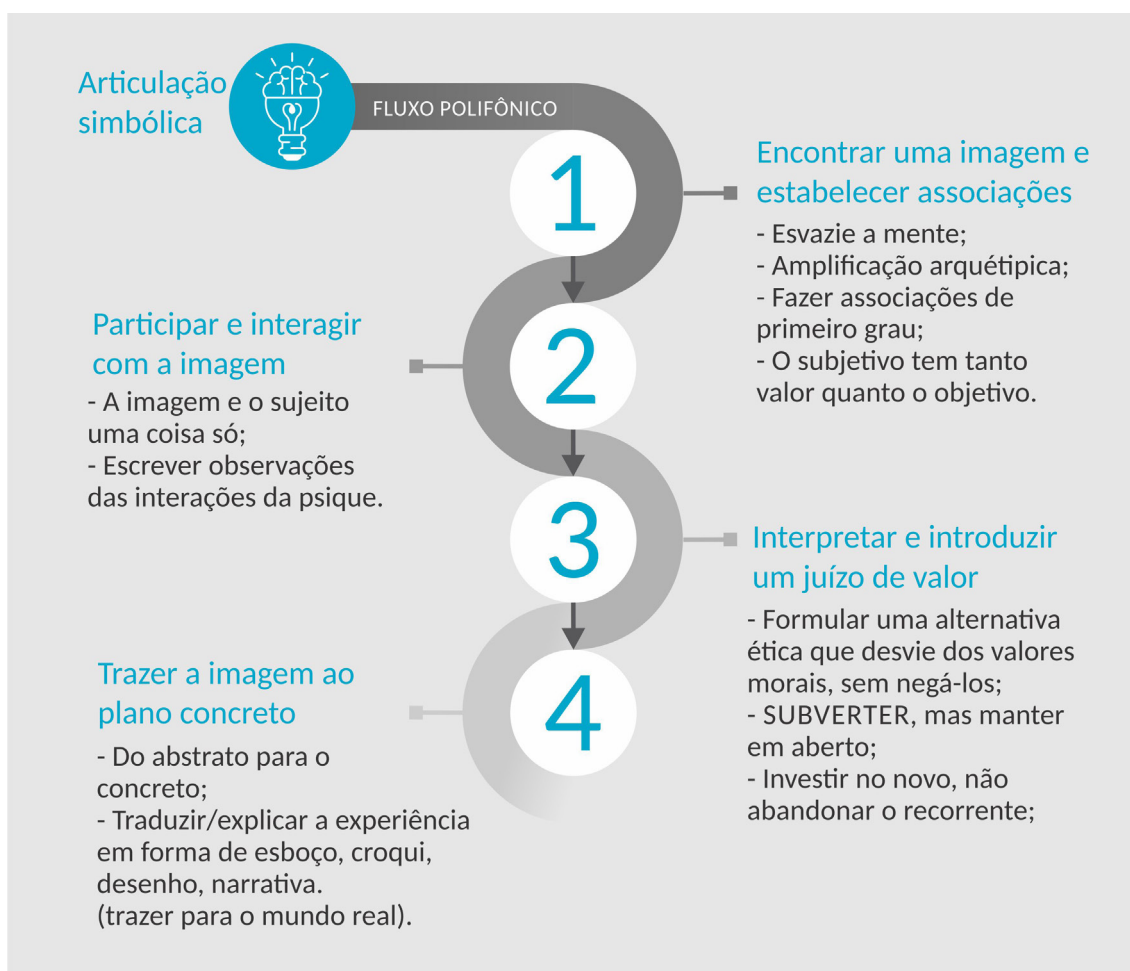 Articulação
simbólica
FLUXO POLIFÔNICO
1
Encontrar uma imagem e
estabelecer associações
- Esvazie a mente;
- Amplificação arquétipica;
- Fazer associações de
primeiro grau;
- O subjetivo tem tanto
valor quanto o objetivo.
2
Participar e interagir
com a imagem
- A imagem e o sujeito
uma coisa só;
- Escrever observações
das interações da psique.
3
Interpretar e introduzir
um juízo de valor
- Formular uma alternativa
ética que desvie dos valores
morais, sem negá-los;
- SUBVERTER, mas manter
em aberto;
- Investir no novo, não
abandonar o recorrente;
4
Trazer a imagem ao
plano concreto
- Do abstrato para o
concreto;
- Traduzir/explicar a experiência
em forma de esboço, croqui,
desenho, narrativa.
(trazer para o mundo real).